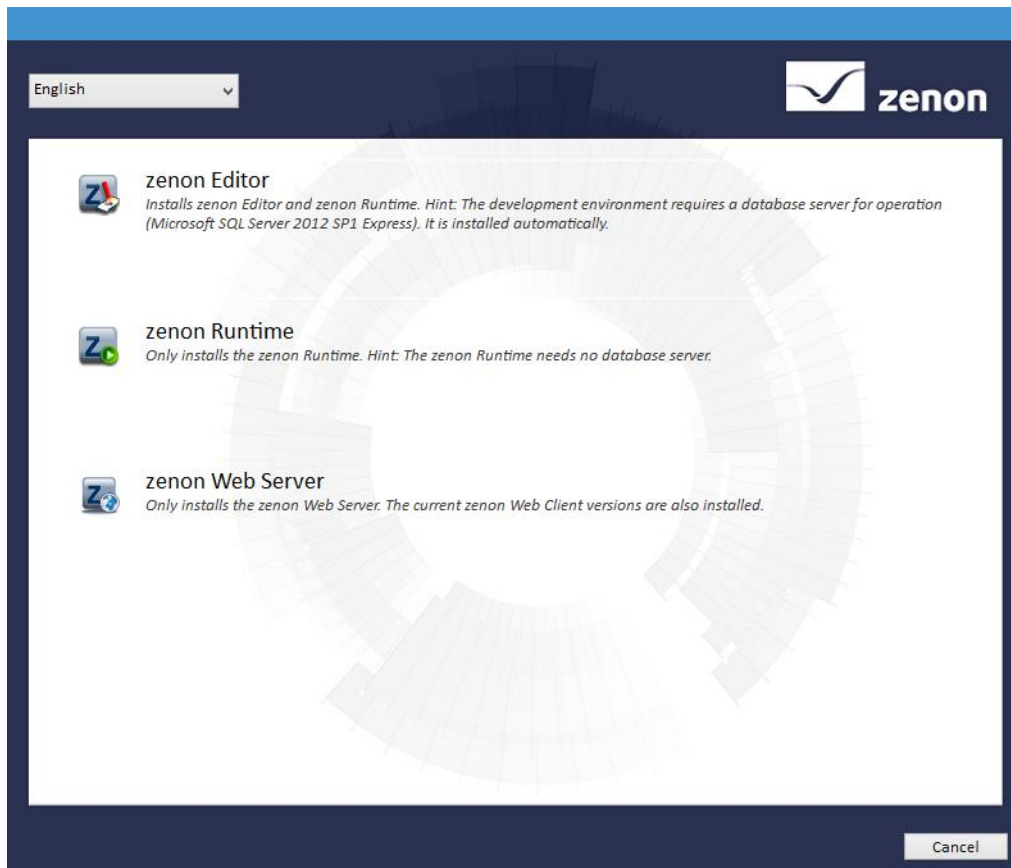 English
zenon
zenon Editor
Installs zenon Editor and zenon Runtime. Hint: The development environment requires a database server for operation
(Microsoft SQL Server 2012 SP1 Express). It is installed automatically.
zenon Runtime
Only installs the zenon Runtime. Hint: The zenon Runtime needs no database server.
zenon Web Server
Only installs the zenon Web Server. The current zenon Web Client versions are also installed.
Cancel